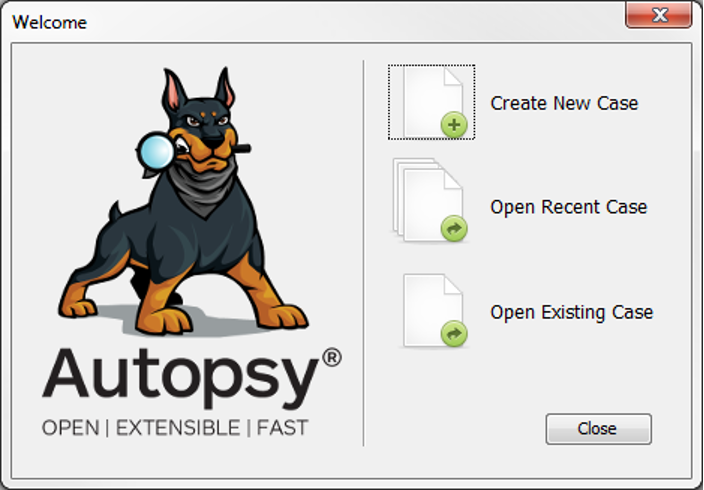 Welcome
Create New Case
Open Recent Case
Open Existing Case
Autopsy®
OPEN | EXTENSIBLE | FAST
Close